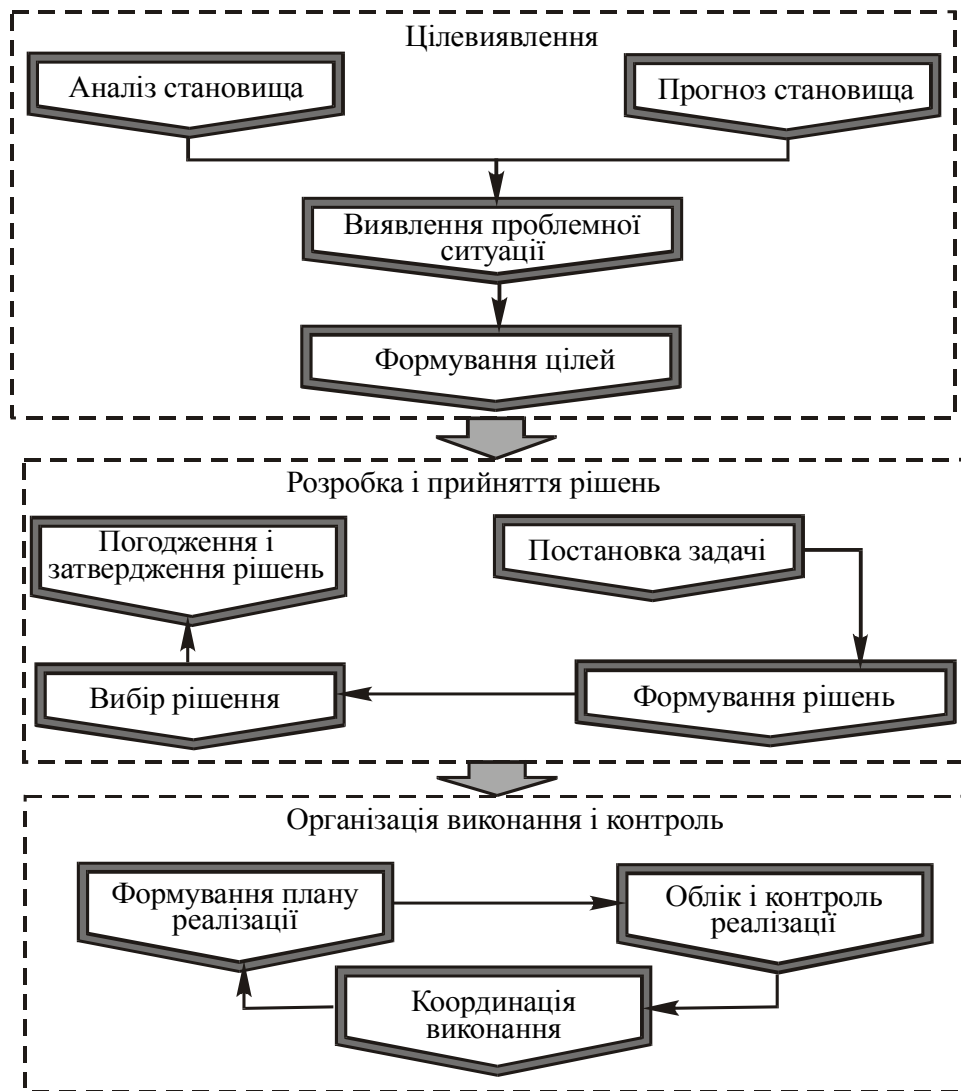 Цілевиявлення
Аналіз становища
Прогноз становища
Виявлення проблемної
ситуації
Формування цілей
Розробка і прийняття рішень
Погодження і
затвердження рішень
Постановка задачі
Вибір рішення
Формування рішень
Організація виконання і контроль
Формування плану
реалізації
Облік і контроль
реалізації
Координація
виконання